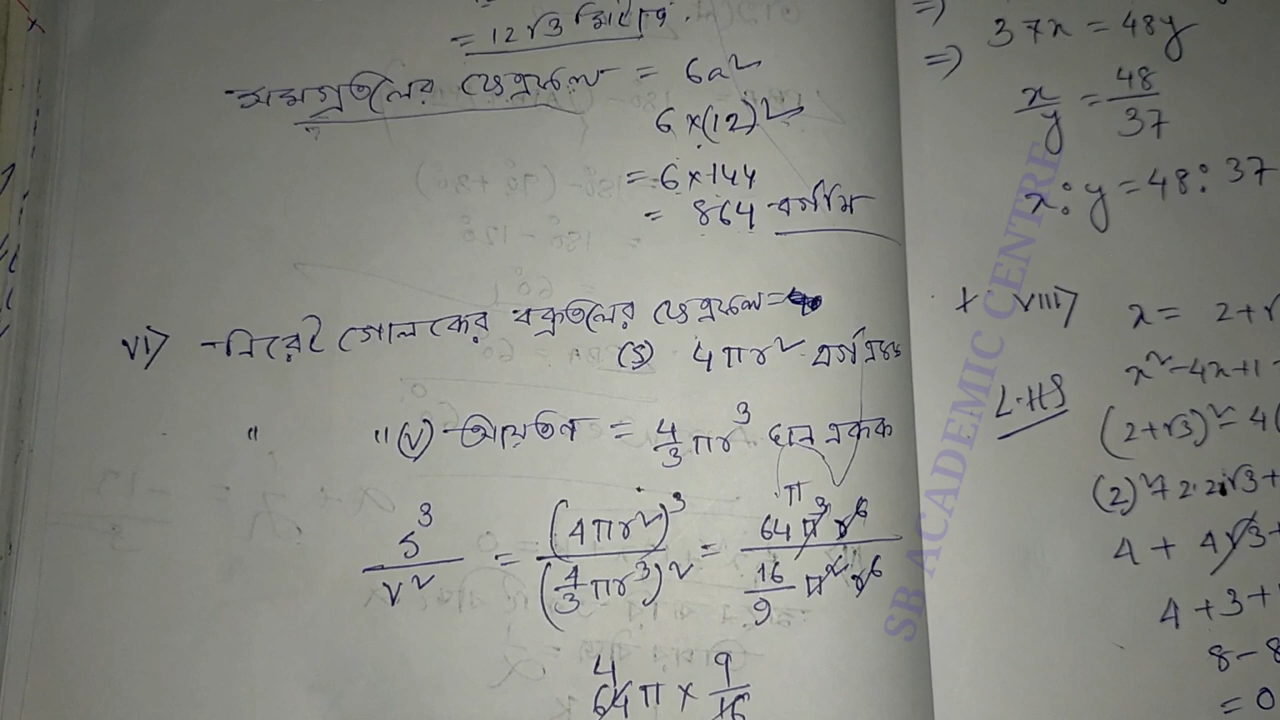 = 12√3
সমগ্রতলের ক্ষেত্রফল = 6a²
6×(12)²
= 6×144
= 864 বর্গমি
vi) নিরেট গোলকের বক্রতলের ক্ষেত্রফল =
(S) 4πr² বর্গ একক
" "(v) আয়তন = 4/3 πr³ ঘন একক
S³/v² = (4πr²)³/(4/3 πr³)² = 64π³r⁶/16/9 π²r⁶
π
4
64π × 9/16
=>
37x = 48y
=> x/y = 48/37
x:y = 48:37
+ viii) x = 2+√
x²-4x+1
L.H.S
(2+√3)² = 4(
(2)²+2.2√3+
4 + 4√3+
4+3+
8-8
= 0
SB ACADEMIC CENTRE